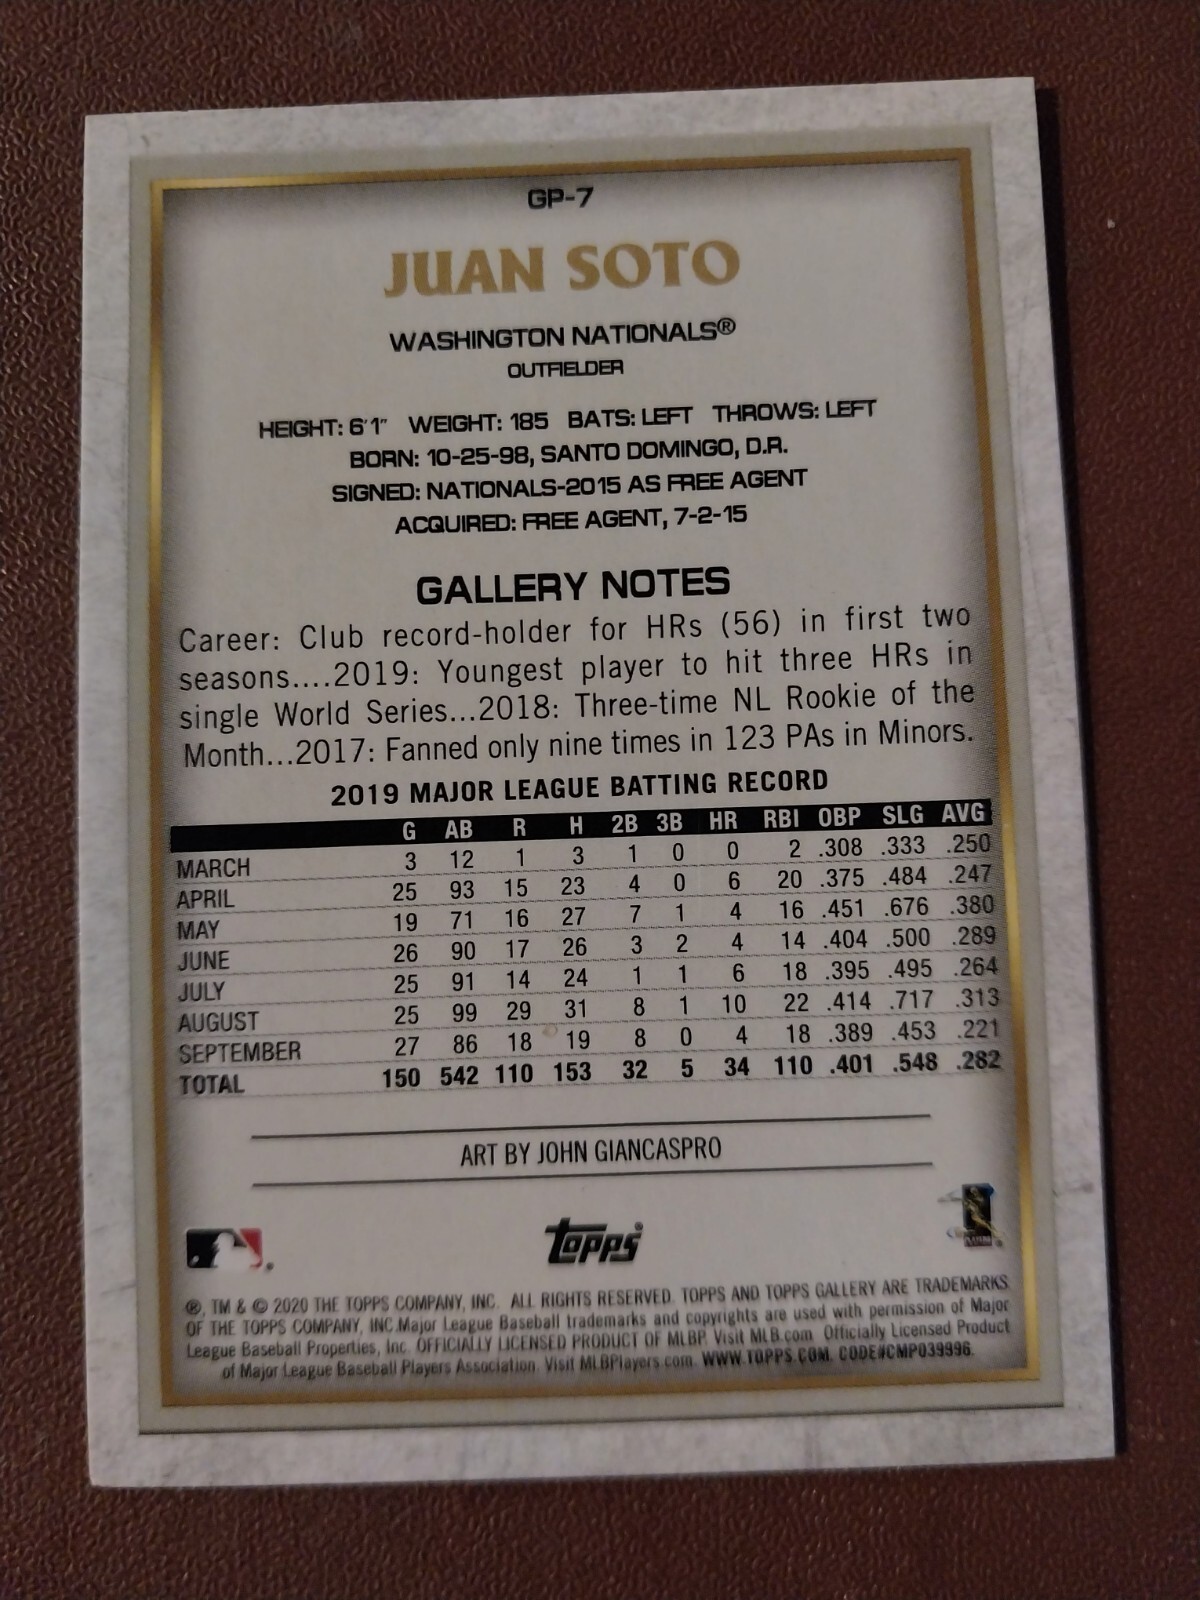 GP-7
JUAN SOTO
WASHINGTON NATIONALS®
OUTFIELDER
HEIGHT: 6'1" WEIGHT: 185 BATS: LEFT THROWS: LEFT
BORN: 10-25-98, SANTO DOMINGO, D.R.
SIGNED: NATIONALS-2015 AS FREE AGENT
ACQUIRED: FREE AGENT, 7-2-15
GALLERY NOTES
Career: Club record-holder for HRs (56) in first two
seasons....2019: Youngest player to hit three HRs in
single World Series...2018: Three-time NL Rookie of the
Month...2017: Fanned only nine times in 123 PAs in Minors.
2019 MAJOR LEAGUE BATTING RECORD
G AB R H 2B 3B HR RBI OBP SLG AVG
MARCH 3 12 1 3 1 0 0 2 .308 .333 .250
APRIL 25 93 15 23 4 0 6 20 .375 .484 .247
MAY 19 71 16 27 7 1 4 16 .451 .676 .380
JUNE 26 90 17 26 3 2 4 14 .404 .500 .289
JULY 25 91 14 24 1 1 6 18 .395 .495 .264
AUGUST 25 99 29 31 8 1 10 22 .414 .717 .313
SEPTEMBER 27 86 18 19 8 0 4 18 .389 .453 .221
TOTAL 150 542 110 153 32 5 34 110 .401 .548 .282
ART BY JOHN GIANCASPRO
topps®
®, TM & © 2020 THE TOPPS COMPANY, INC. ALL RIGHTS RESERVED. TOPPS AND TOPPS GALLERY ARE TRADEMARKS
OF THE TOPPS COMPANY, INC. Major League Baseball trademarks and copyrights are used with permission of Major
League Baseball Properties, Inc. OFFICIALLY LICENSED PRODUCT OF MLBP. Visit MLB.com. Officially Licensed Product
of Major League Baseball Players Association. Visit MLBPlayers.com. WWW.TOPPS.COM. CODE#CMP039996.